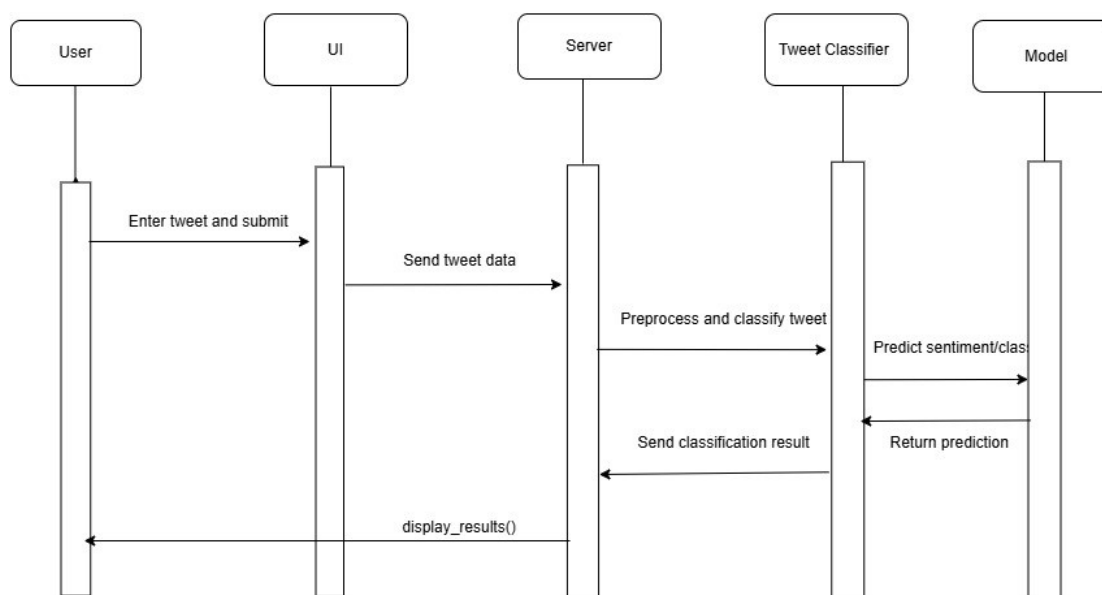 User
UI
Server
Tweet Classifier
Model
Enter tweet and submit
Send tweet data
Preprocess and classify tweet
Predict sentiment/clas
Return prediction
Send classification result
display_results()